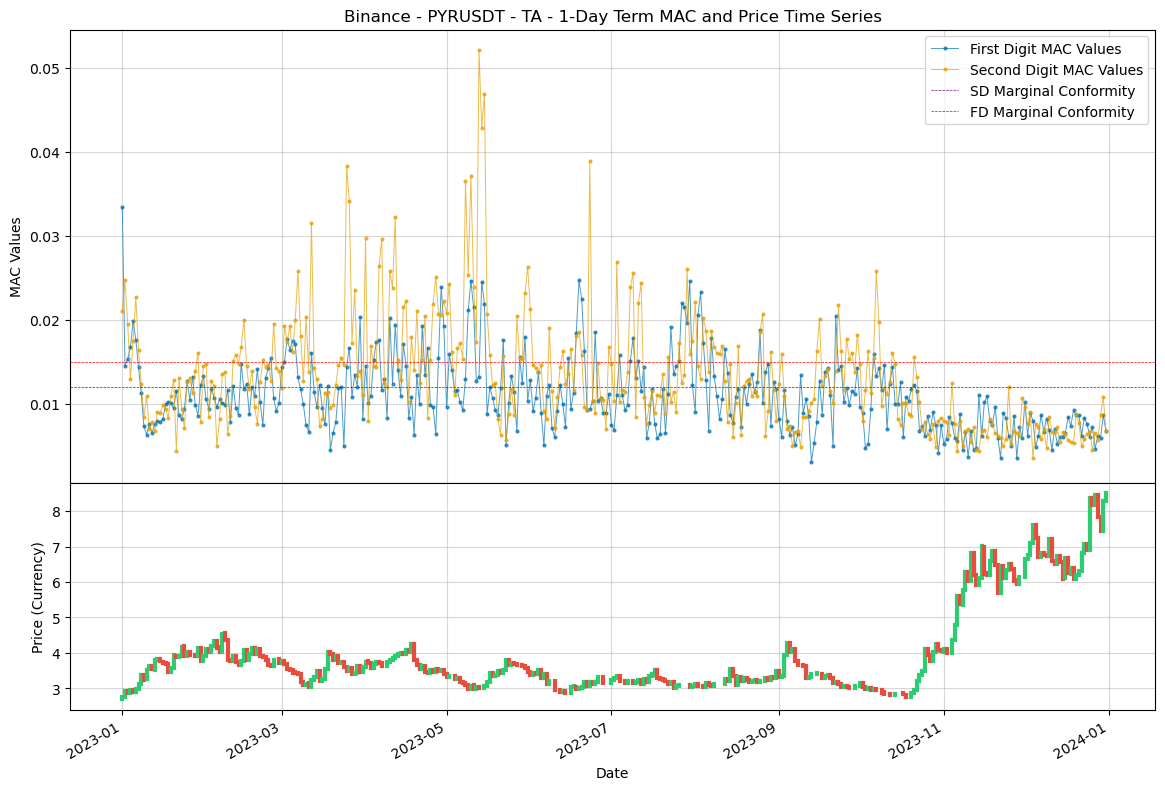 Binance - PYRUSDT - TA - 1-Day Term MAC and Price Time Series
First Digit MAC Values
Second Digit MAC Values
SD Marginal Conformity
FD Marginal Conformity
MAC Values
0.05
0.04
0.03
0.02
0.01
Price (Currency)
8
7
6
5
4
3
2023-01
2023-03
2023-05
2023-07
2023-09
2023-11
2024-01
Date